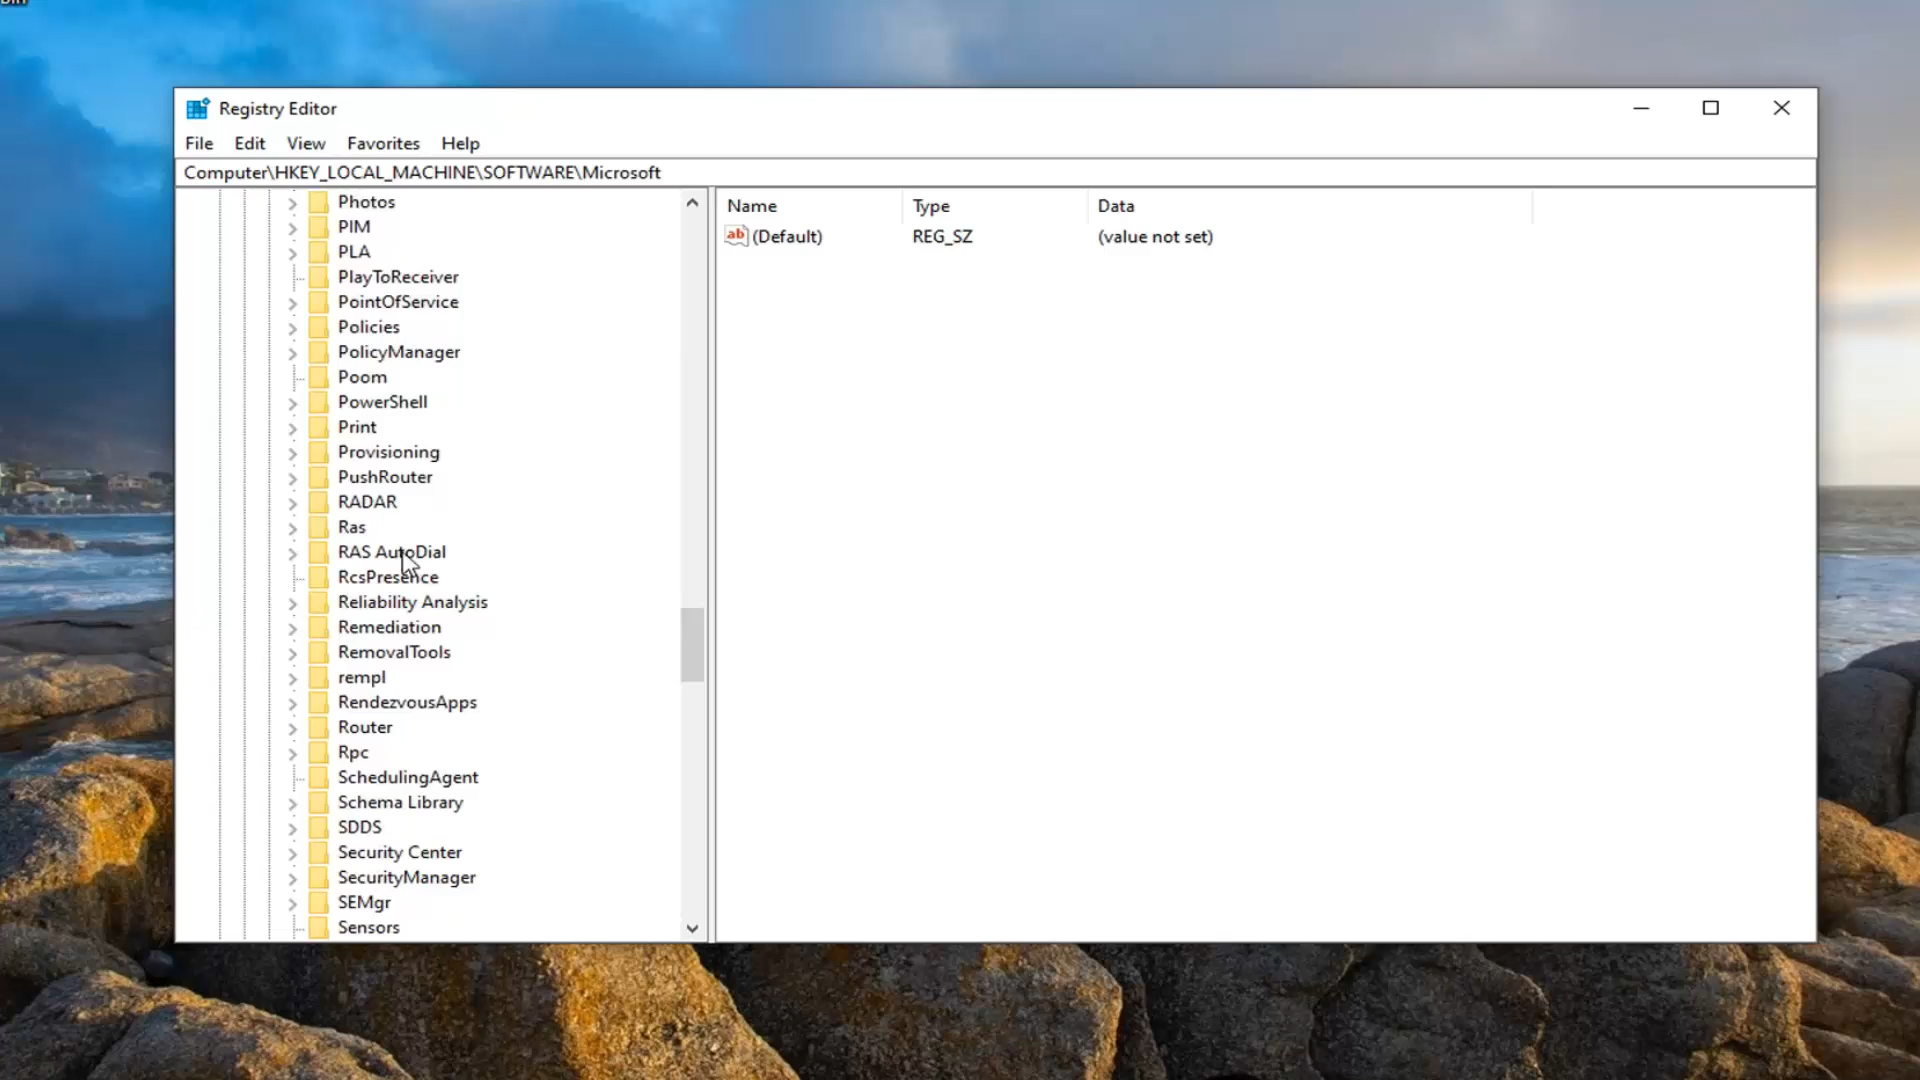 Registry Editor
File Edit View Favorites Help
Computer\HKEY_LOCAL_MACHINE\SOFTWARE\Microsoft
Photos
PIM
PLA
PlayToReceiver
PointOfService
Policies
PolicyManager
Poom
PowerShell
Print
Provisioning
PushRouter
RADAR
Ras
RAS AutoDial
RcsPresence
Reliability Analysis
Remediation
RemovalTools
rempl
RendezvousApps
Router
Rpc
SchedulingAgent
Schema Library
SDDS
Security Center
SecurityManager
SEMgr
Sensors
Name Type Data
ab (Default) REG_SZ (value not set)